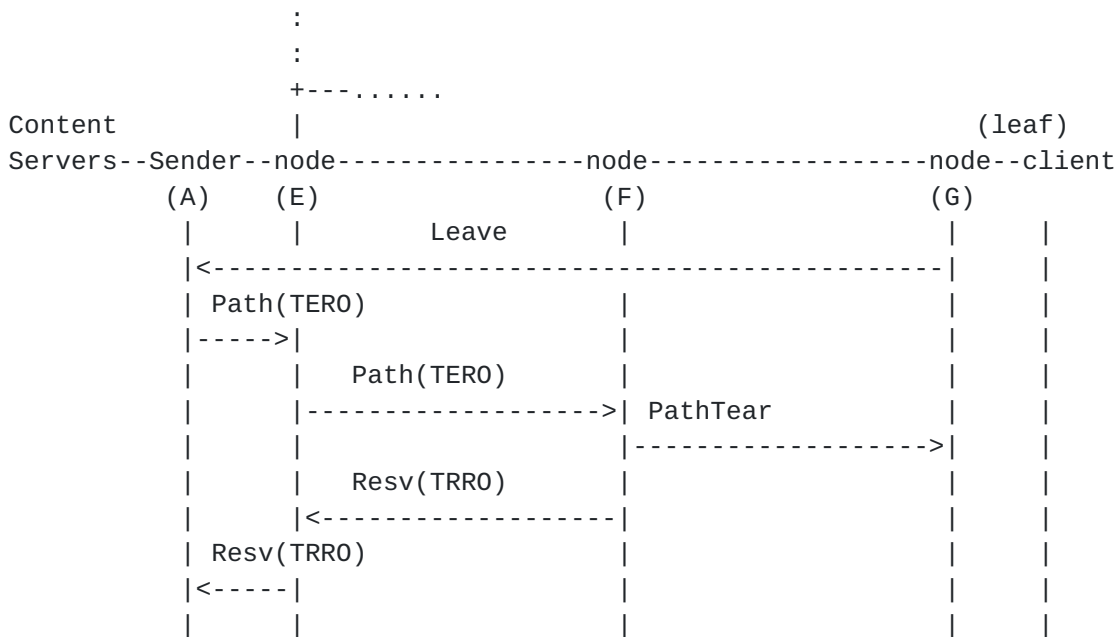 :
                   :
                   +---......
Content            |                                            (leaf)
Servers--Sender--node----------------node------------------node--client
          (A)    (E)                  (F)                   (G)
           |      |        Leave       |                     |     |
           |<-----------------------------------------------|     |
           | Path(TERO)                |                     |     |
           |----->|                    |                     |     |
           |      |   Path(TERO)       |                     |     |
           |      |------------------->| PathTear            |     |
           |      |                    |------------------->|     |
           |      |   Resv(TRRO)       |                     |     |
           |      |<-------------------|                     |     |
           | Resv(TRRO)                |                     |     |
           |<-----|                    |                     |     |
           |      |                    |                     |     |